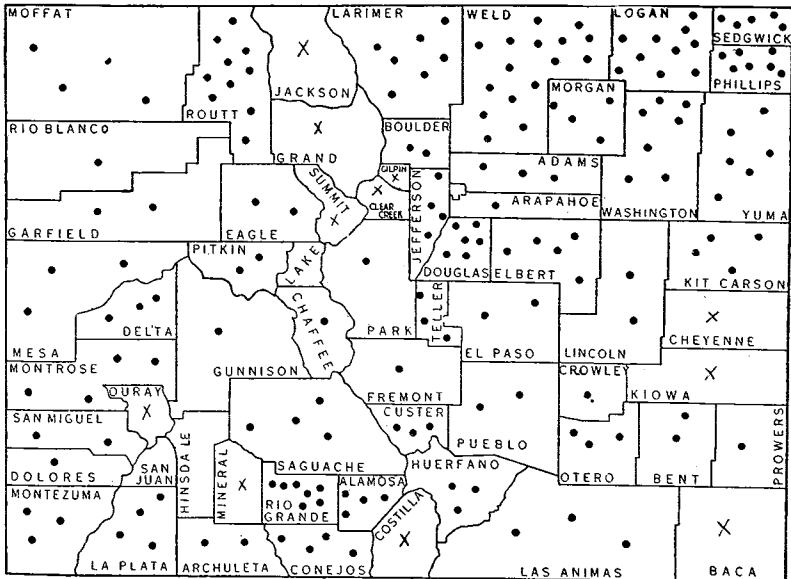 MOFFAT
LARIMER
WELD
LOGAN
SEDGWICK
JACKSON
PHILLIPS
MORGAN
ROUTT
RIO BLANCO
BOULDER
GRAND
ADAMS
GILPIN
SUMMIT
CLEAR
CREEK
JEFFERSON
ARAPAHOE
WASHINGTON
YUMA
GARFIELD
EAGLE
PITKIN
LAKE
DOUGLAS
ELBERT
KIT CARSON
CHAFFEE
DELTA
PARK
TELLER
CHEYENNE
MESA
EL PASO
LINCOLN
MONTROSE
GUNNISON
CROWLEY
OURAY
FREMONT
KIOWA
SAN MIGUEL
CUSTER
PUEBLO
PROWERS
HINSDALE
MINERAL
SAGUACHE
HUERFANO
DOLORES
SAN
JUAN
OTERO
BENT
MONTEZUMA
RIO
GRANDE
ALAMOSA
COSTILLA
LA PLATA
ARCHULETA
CONEJOS
LAS ANIMAS
BACA